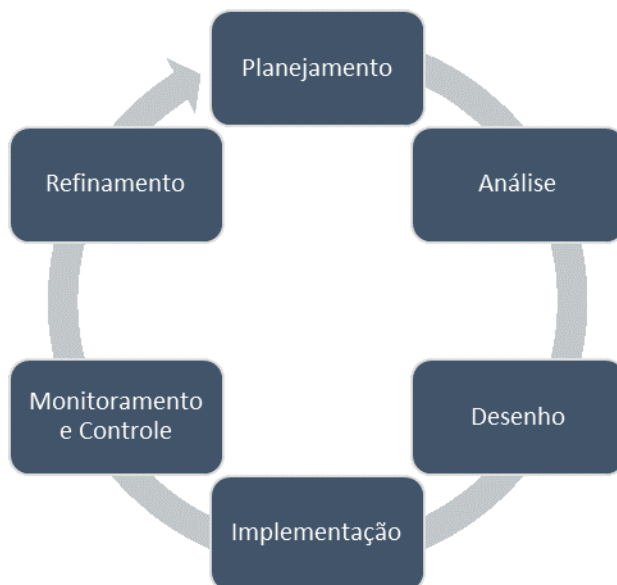 Planejamento
Análise
Desenho
Implementação
Monitoramento
e Controle
Refinamento